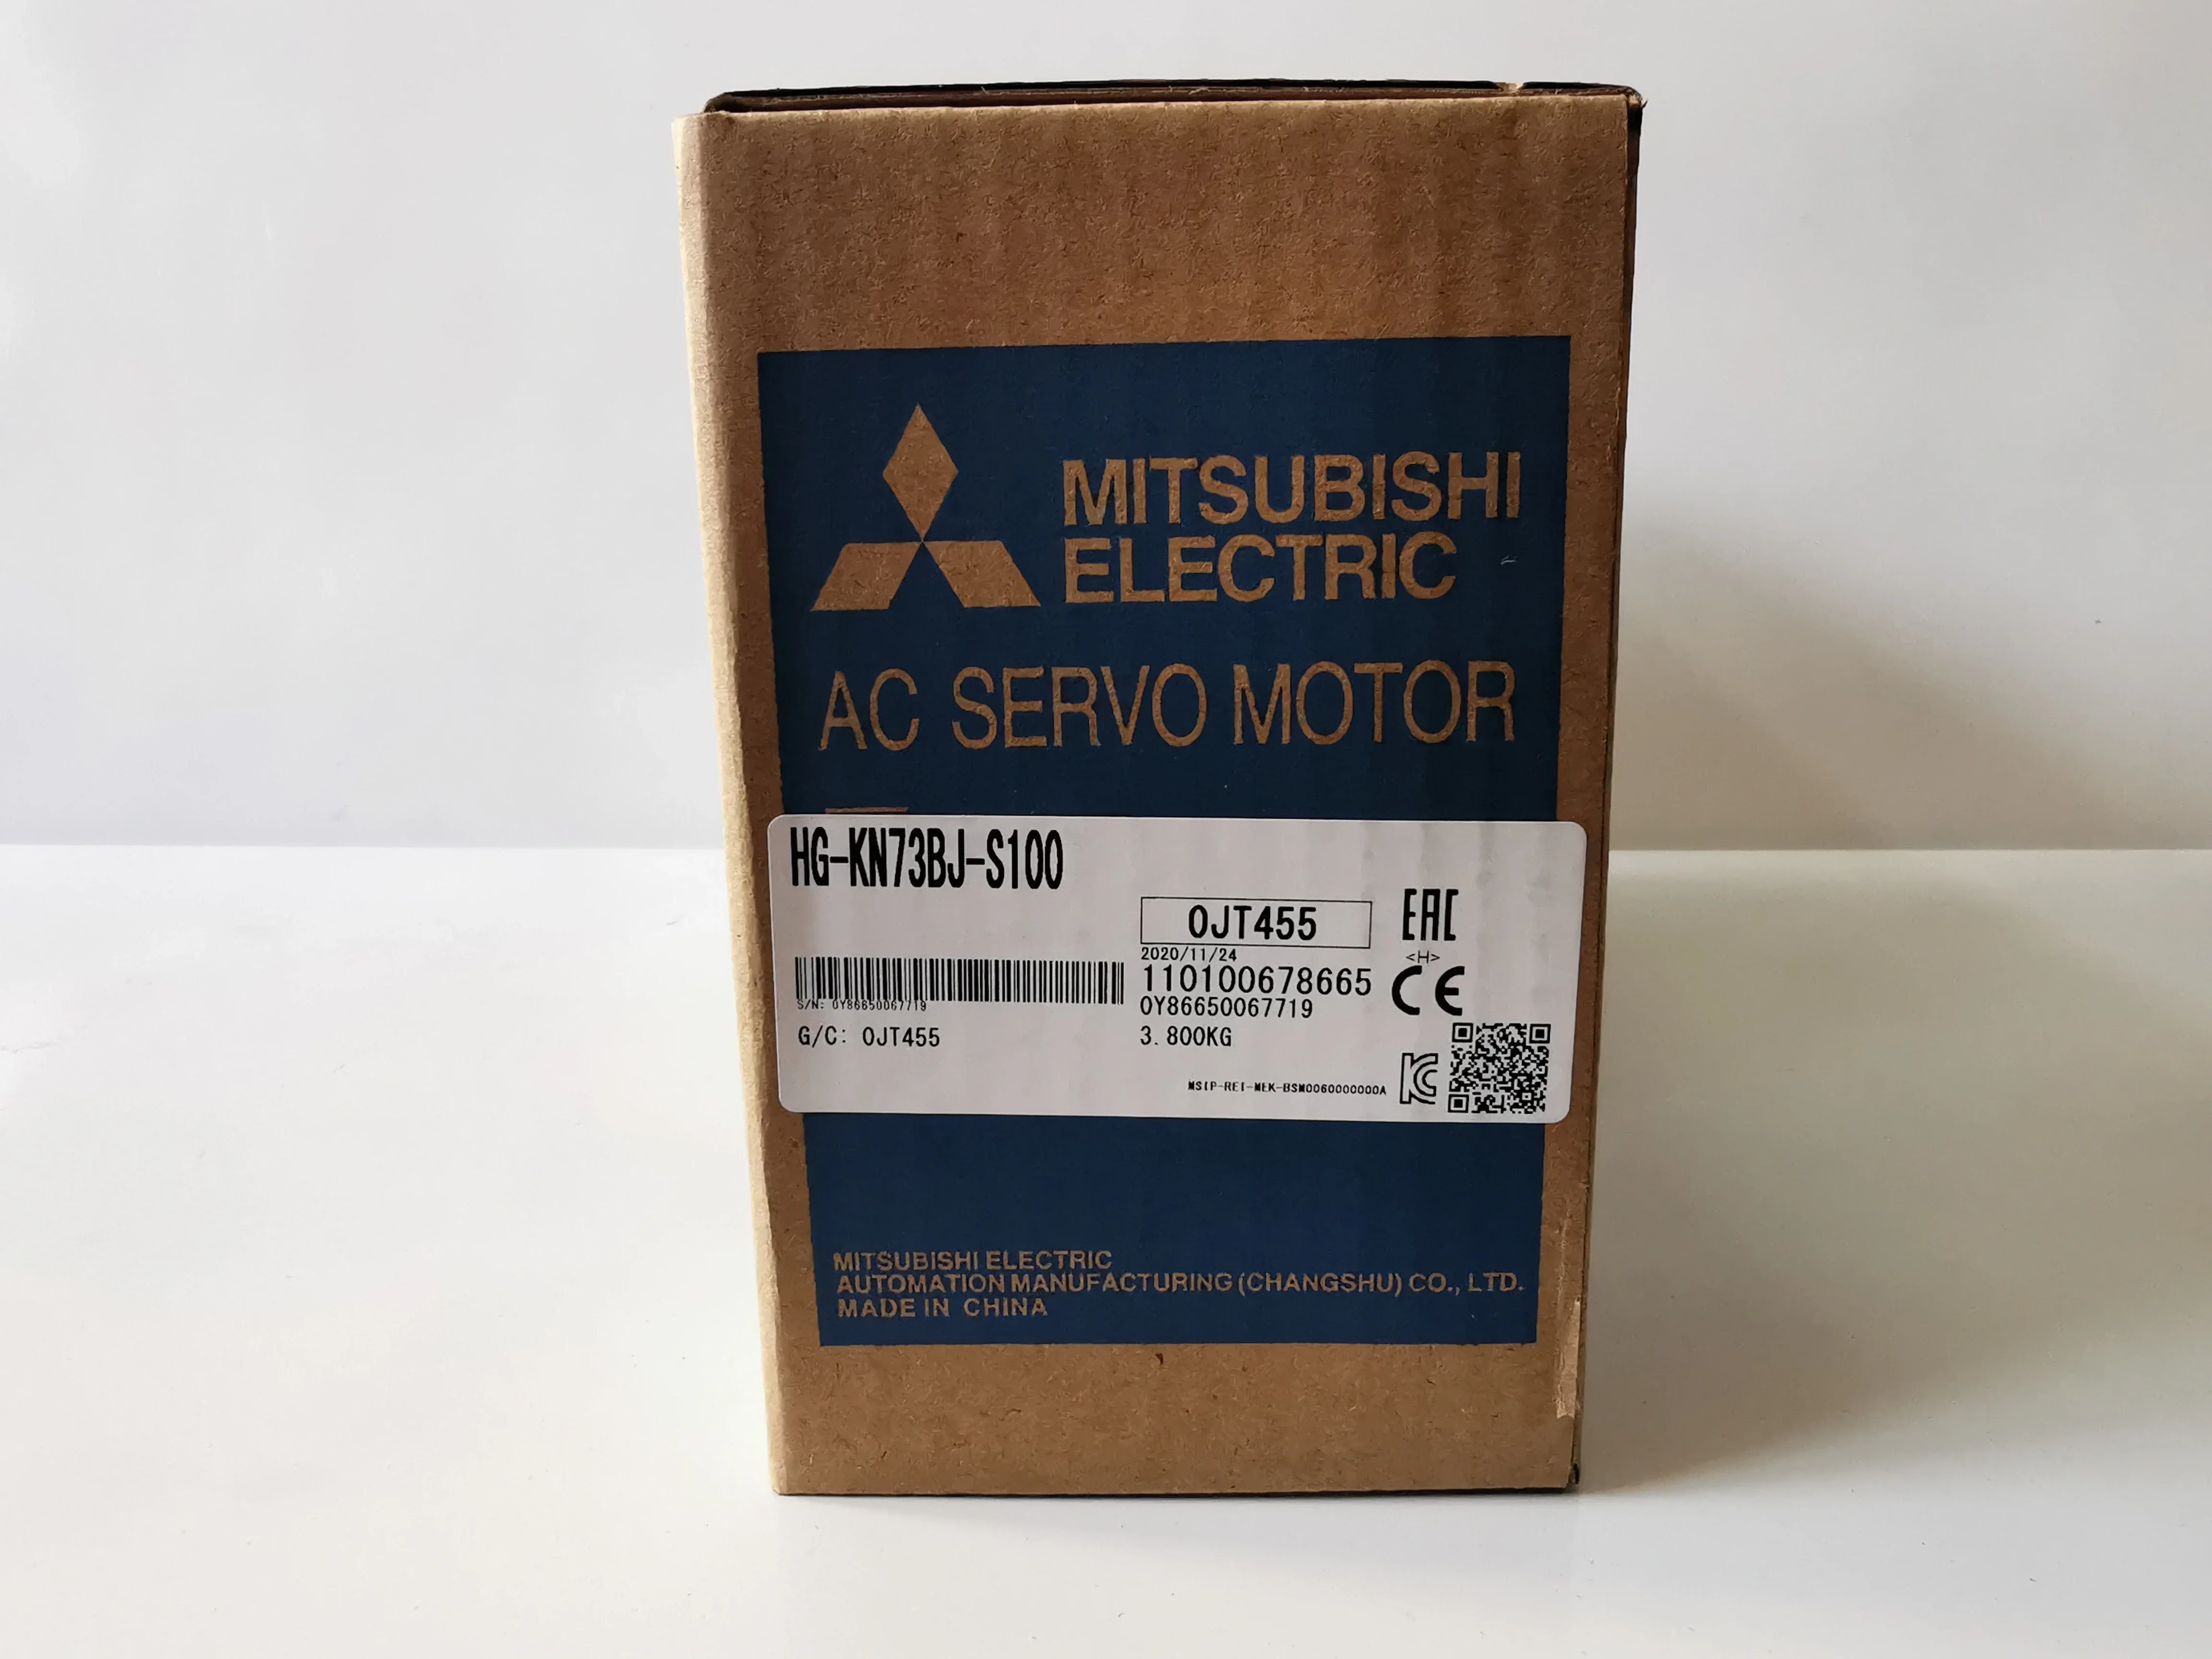 MITSUBISHI
ELECTRIC
AC SERVO MOTOR
HG-KN73BJ-S100
0JT455
EAC
2020/11/24
<H>
110100678665
CE
S/N: 0Y86650067719
0Y86650067719
G/C: 0JT455
3.800KG
MSIP-REI-MEK-BSM0060000000A
KC
MITSUBISHI ELECTRIC
AUTOMATION MANUFACTURING (CHANGSHU) CO., LTD.
MADE IN CHINA